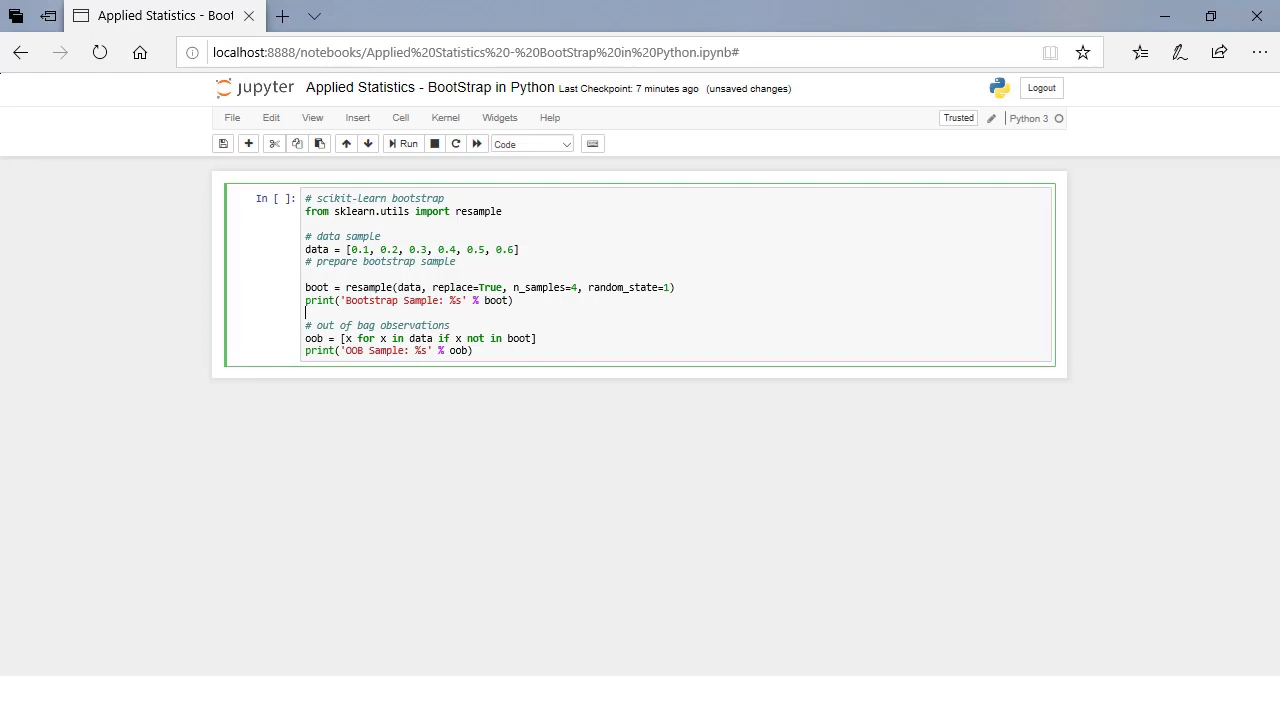 Applied Statistics - Boot
localhost:8888/notebooks/Applied%20Statistics%20-%20BootStrap%20in%20Python.ipynb#
jupyter Applied Statistics - BootStrap in Python Last Checkpoint: 7 minutes ago (unsaved changes) Logout
File Edit View Insert Cell Kernel Widgets Help Trusted Python 3
Run Code
In [ ]: # scikit-learn bootstrap
from sklearn.utils import resample
# data sample
data = [0.1, 0.2, 0.3, 0.4, 0.5, 0.6]
# prepare bootstrap sample
boot = resample(data, replace=True, n_samples=4, random_state=1)
print('Bootstrap Sample: %s' % boot)
# out of bag observations
oob = [x for x in data if x not in boot]
print('OOB Sample: %s' % oob)